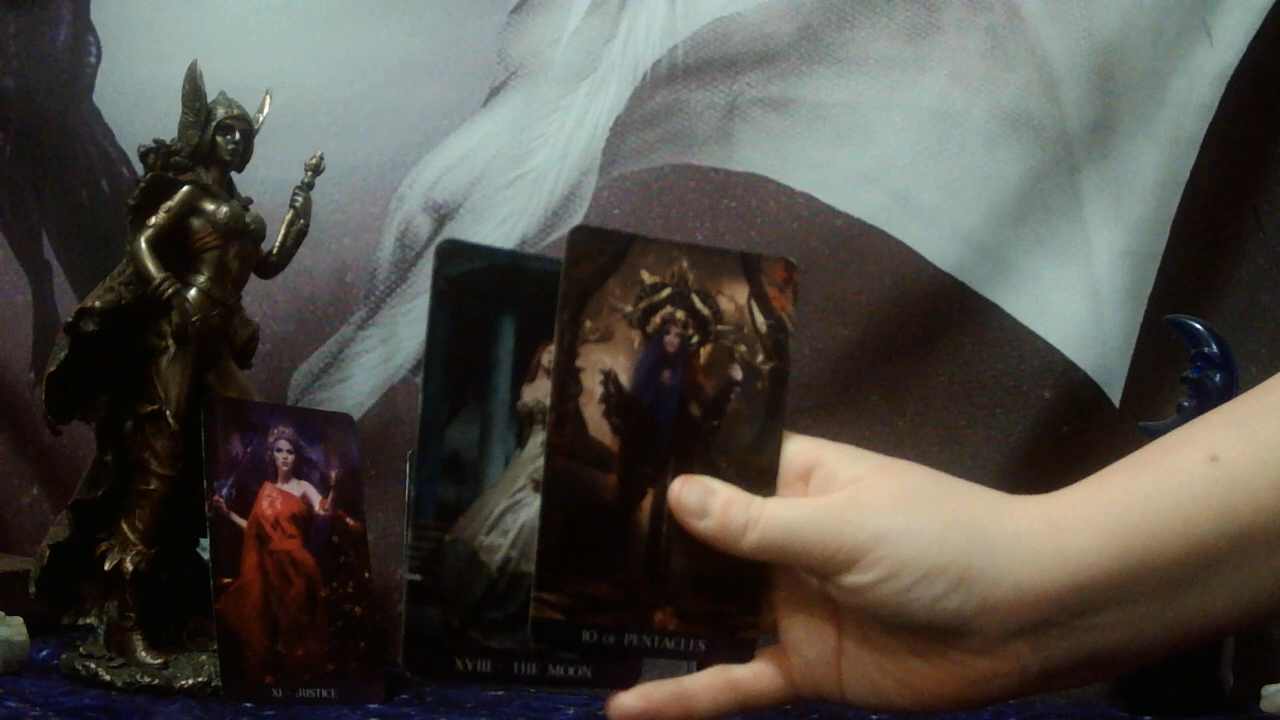 XI - JUSTICE
XVIII - THE MOON
10 OF PENTACLES